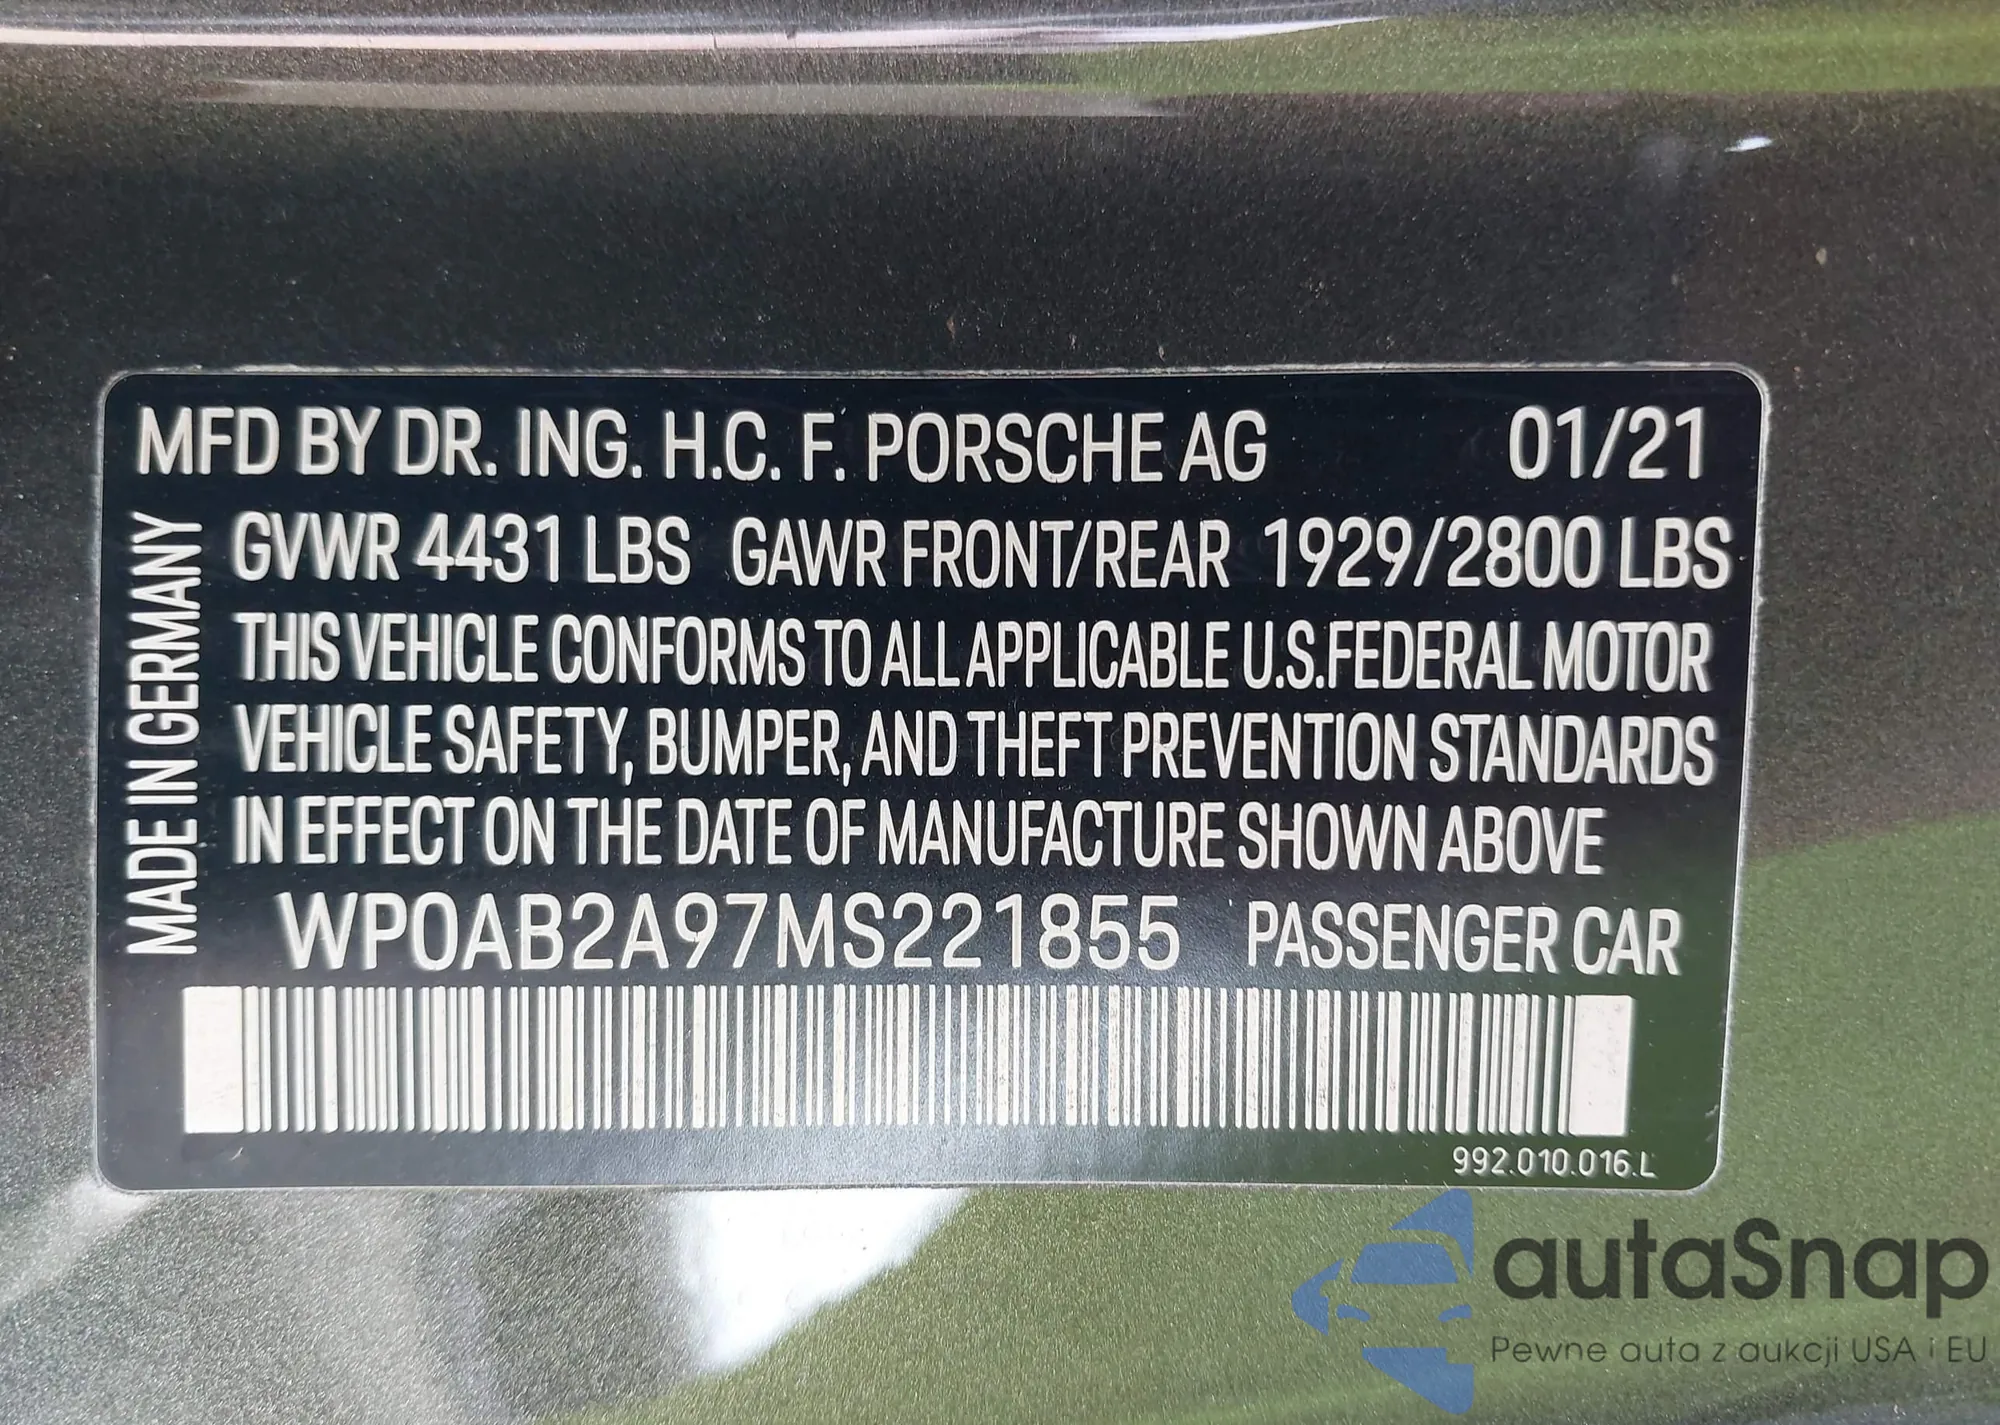 MFD BY DR. ING. H.C. F. PORSCHE AG 01/21
MADE IN GERMANY
GVWR 4431 LBS GAWR FRONT/REAR 1929/2800 LBS
THIS VEHICLE CONFORMS TO ALL APPLICABLE U.S.FEDERAL MOTOR
VEHICLE SAFETY, BUMPER, AND THEFT PREVENTION STANDARDS
IN EFFECT ON THE DATE OF MANUFACTURE SHOWN ABOVE
WP0AB2A97MS221855 PASSENGER CAR
992.010.016.L
autaSnap
Pewne auta z aukcji USA i EU